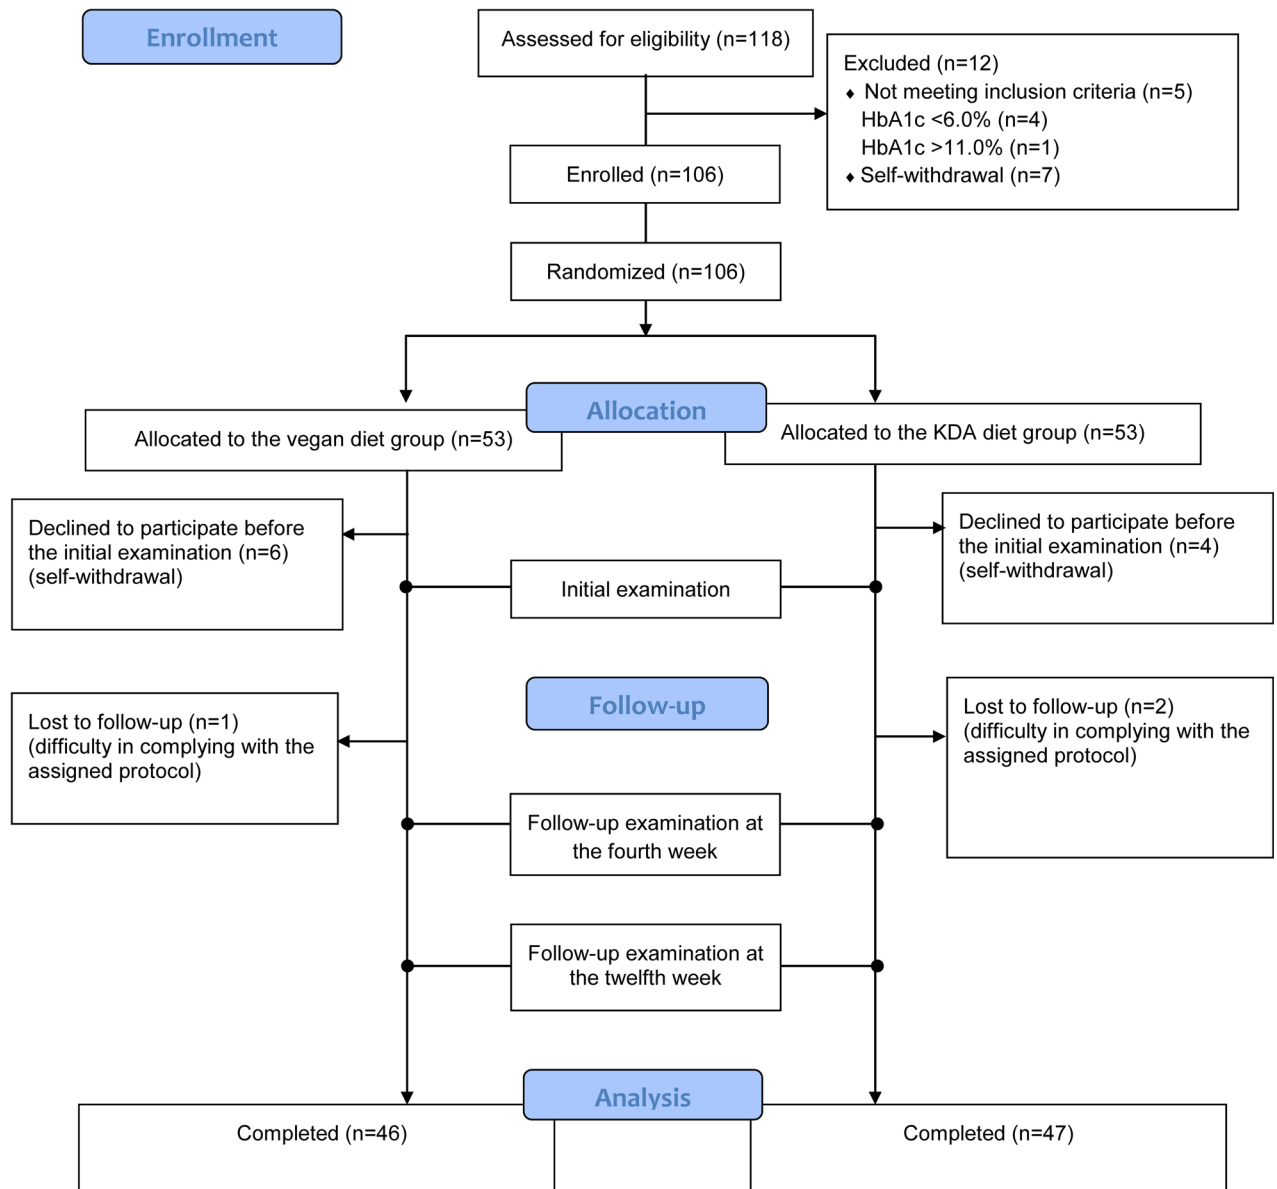 Enrollment
Assessed for eligibility (n=118)
Excluded (n=12)
♦ Not meeting inclusion criteria (n=5)
HbA1c <6.0% (n=4)
HbA1c >11.0% (n=1)
♦ Self-withdrawal (n=7)
Enrolled (n=106)
Randomized (n=106)
Allocation
Allocated to the vegan diet group (n=53)
Allocated to the KDA diet group (n=53)
Declined to participate before
the initial examination (n=6)
(self-withdrawal)
Declined to participate before
the initial examination (n=4)
(self-withdrawal)
Initial examination
Follow-up
Lost to follow-up (n=1)
(difficulty in complying with the
assigned protocol)
Lost to follow-up (n=2)
(difficulty in complying with the
assigned protocol)
Follow-up examination at
the fourth week
Follow-up examination at
the twelfth week
Analysis
Completed (n=46)
Completed (n=47)